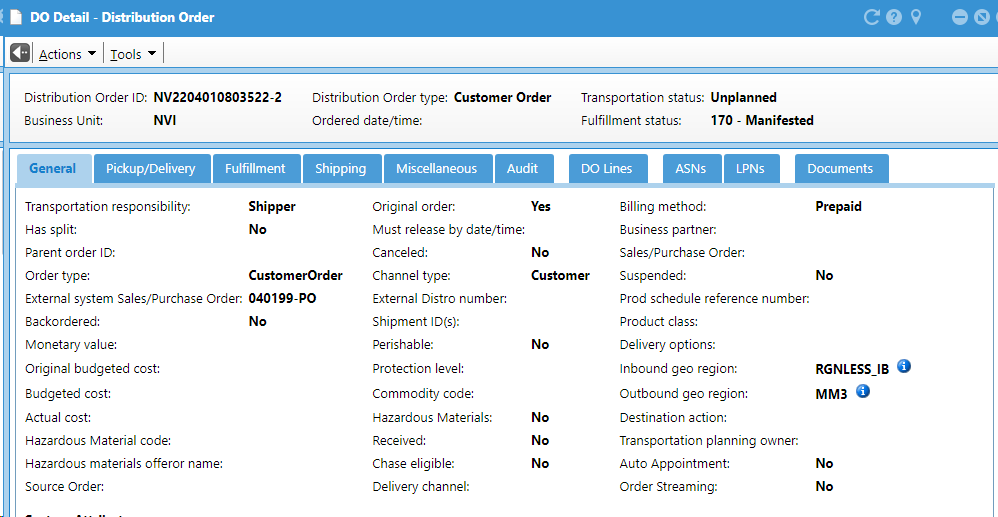 DO Detail - Distribution Order
Actions Tools
Distribution Order ID: NV2204010803522-2 Distribution Order type: Customer Order Transportation status: Unplanned
Business Unit: NVI Ordered date/time: Fulfillment status: 170 - Manifested
General Pickup/Delivery Fulfillment Shipping Miscellaneous Audit DO Lines ASNs LPNs Documents
Transportation responsibility: Shipper Original order: Yes Billing method: Prepaid
Has split: No Must release by date/time: Business partner:
Parent order ID: Canceled: No Sales/Purchase Order:
Order type: CustomerOrder Channel type: Customer Suspended: No
External system Sales/Purchase Order: 040199-PO External Distro number: Prod schedule reference number:
Backordered: No Shipment ID(s): Product class:
Monetary value: Perishable: No Delivery options:
Original budgeted cost: Protection level: Inbound geo region: RGNLESS_IB
Budgeted cost: Commodity code: Outbound geo region: MM3
Actual cost: Hazardous Materials: No Destination action:
Hazardous Material code: Received: No Transportation planning owner:
Hazardous materials offeror name: Chase eligible: No Auto Appointment: No
Source Order: Delivery channel: Order Streaming: No